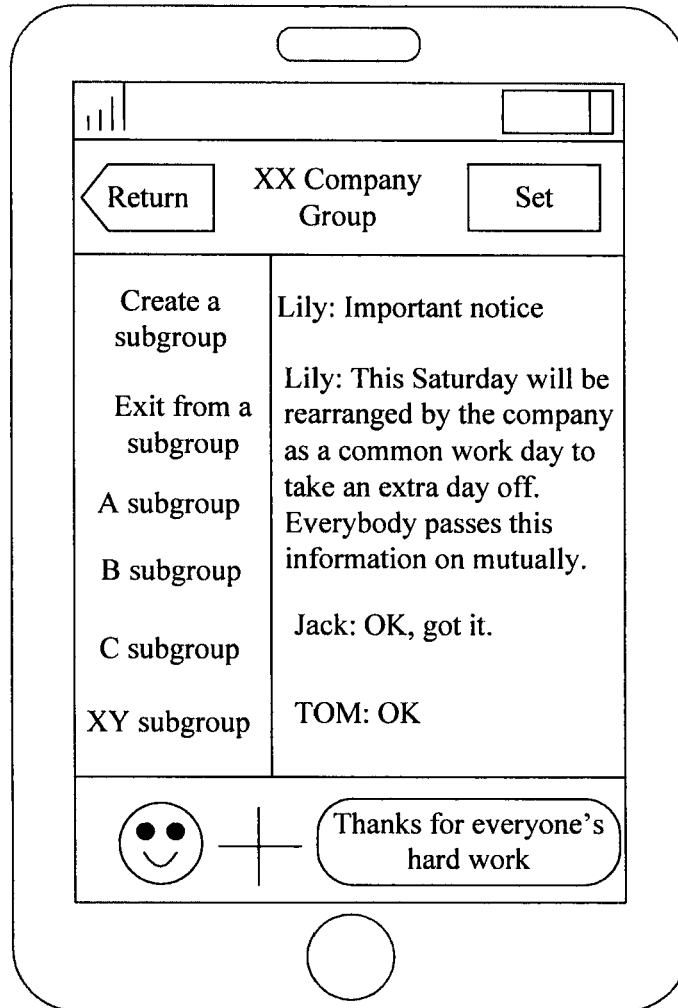 Return
XX Company
Group
Set
Create a
subgroup
Exit from a
subgroup
A subgroup
B subgroup
C subgroup
XY subgroup
Lily: Important notice
Lily: This Saturday will be
rearranged by the company
as a common work day to
take an extra day off.
Everybody passes this
information on mutually.
Jack: OK, got it.
TOM: OK
Thanks for everyone's
hard work